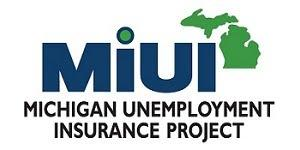 MiUI
MICHIGAN UNEMPLOYMENT
INSURANCE PROJECT